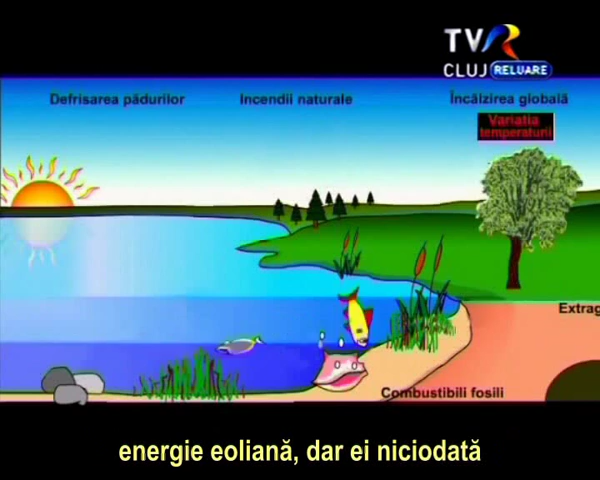 TVR
CLUJ RELUARE
Defrisarea pădurilor
Incendii naturale
Încălzirea globală
Variatia
temperaturii
Extrag
Combustibili fosili
energie eoliană, dar ei niciodată